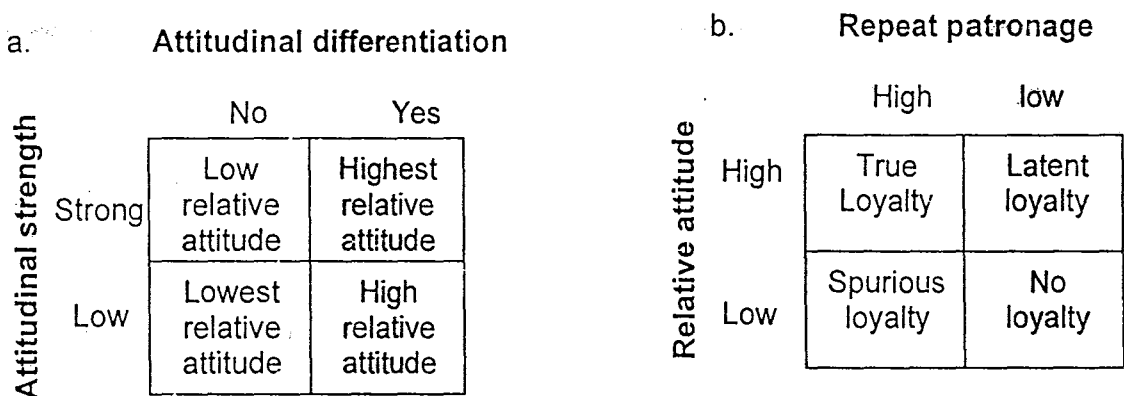 a. Attitudinal differentiation
No Yes
Attitudinal strength
Strong
Low
relative
attitude
Highest
relative
attitude
Low
Lowest
relative
attitude
High
relative
attitude
b. Repeat patronage
High low
Relative attitude
High
True
Loyalty
Latent
loyalty
Low
Spurious
loyalty
No
loyalty